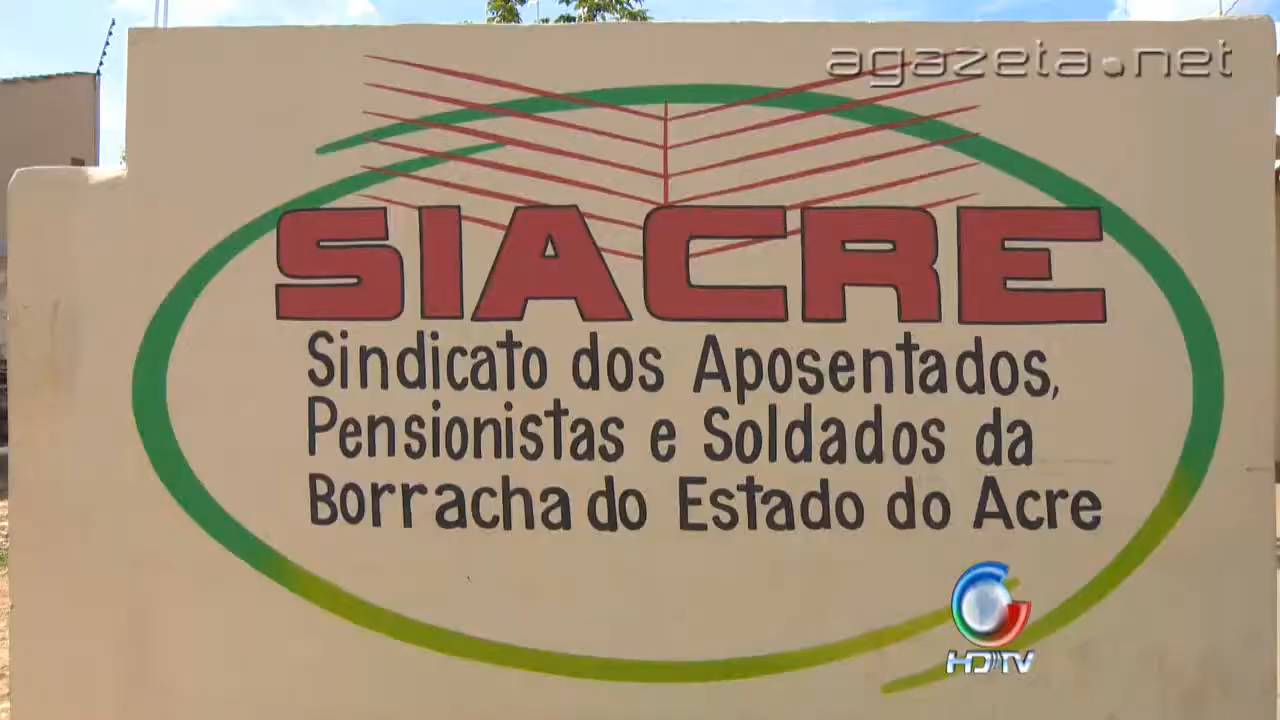 agazeta.net
SIACRE
Sindicato dos Aposentados,
Pensionistas e Soldados da
Borracha do Estado do Acre
HDTV